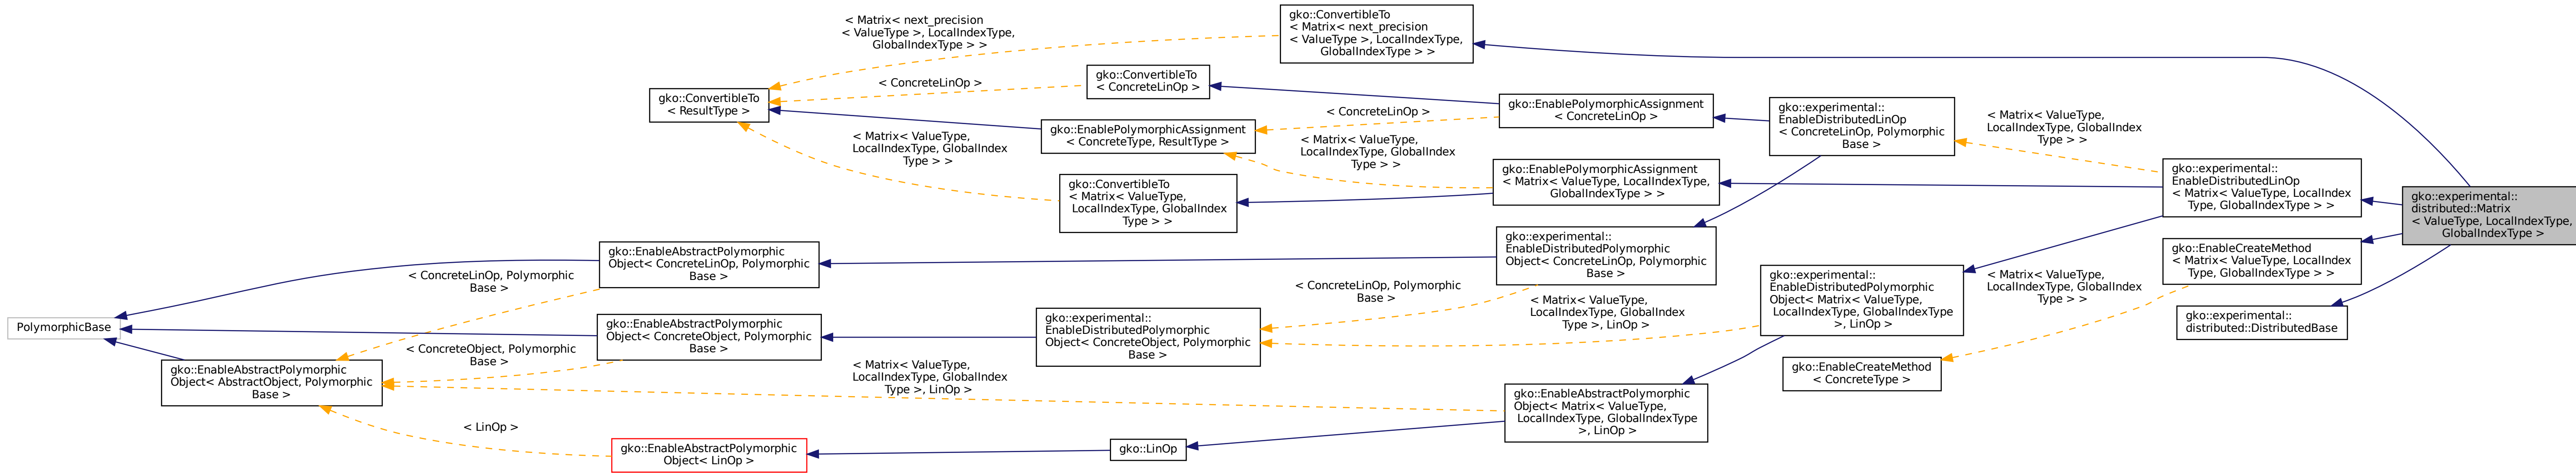 PolymorphicBase
gko::EnableAbstractPolymorphic
Object< AbstractObject, Polymorphic
Base >
< ConcreteLinOp, Polymorphic
Base >
< ConcreteObject, Polymorphic
Base >
< LinOp >
gko::EnableAbstractPolymorphic
Object< ConcreteLinOp, Polymorphic
Base >
gko::EnableAbstractPolymorphic
Object< ConcreteObject, Polymorphic
Base >
gko::EnableAbstractPolymorphic
Object< LinOp >
gko::ConvertibleTo
< ResultType >
< Matrix< next_precision
< ValueType >, LocalIndexType,
GlobalIndexType > >
< ConcreteLinOp >
< Matrix< ValueType,
LocalIndexType, GlobalIndex
Type > >
< Matrix< ValueType,
LocalIndexType, GlobalIndex
Type >, LinOp >
gko::ConvertibleTo
< ConcreteLinOp >
gko::EnablePolymorphicAssignment
< ConcreteType, ResultType >
gko::ConvertibleTo
< Matrix< ValueType,
LocalIndexType, GlobalIndex
Type > >
gko::experimental::
EnableDistributedPolymorphic
Object< ConcreteObject, Polymorphic
Base >
gko::LinOp
gko::ConvertibleTo
< Matrix< next_precision
< ValueType >, LocalIndexType,
GlobalIndexType > >
< ConcreteLinOp >
< Matrix< ValueType,
LocalIndexType, GlobalIndex
Type > >
< ConcreteLinOp, Polymorphic
Base >
< Matrix< ValueType,
LocalIndexType, GlobalIndex
Type >, LinOp >
gko::EnablePolymorphicAssignment
< ConcreteLinOp >
gko::EnablePolymorphicAssignment
< Matrix< ValueType, LocalIndexType,
GlobalIndexType > >
gko::experimental::
EnableDistributedPolymorphic
Object< ConcreteLinOp, Polymorphic
Base >
gko::EnableAbstractPolymorphic
Object< Matrix< ValueType,
LocalIndexType, GlobalIndexType
>, LinOp >
gko::experimental::
EnableDistributedLinOp
< ConcreteLinOp, Polymorphic
Base >
gko::experimental::
EnableDistributedPolymorphic
Object< Matrix< ValueType,
LocalIndexType, GlobalIndexType
>, LinOp >
gko::EnableCreateMethod
< ConcreteType >
< Matrix< ValueType,
LocalIndexType, GlobalIndex
Type > >
< Matrix< ValueType,
LocalIndexType, GlobalIndex
Type > >
gko::experimental::
EnableDistributedLinOp
< Matrix< ValueType, LocalIndex
Type, GlobalIndexType > >
gko::EnableCreateMethod
< Matrix< ValueType, LocalIndex
Type, GlobalIndexType > >
gko::experimental::
distributed::DistributedBase
gko::experimental::
distributed::Matrix
< ValueType, LocalIndexType,
GlobalIndexType >